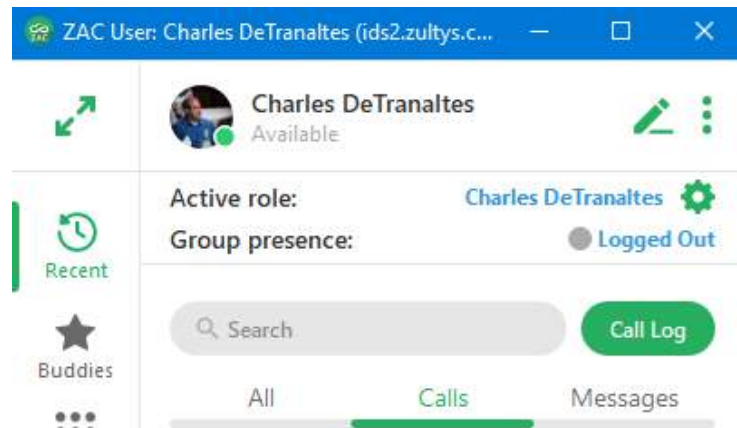 ZAC User: Charles DeTranaltes (ids2.zultys.c...
Charles DeTranaltes
Available
Active role: Charles DeTranaltes
Group presence: Logged Out
Recent
Search
Call Log
Buddies
All Calls Messages